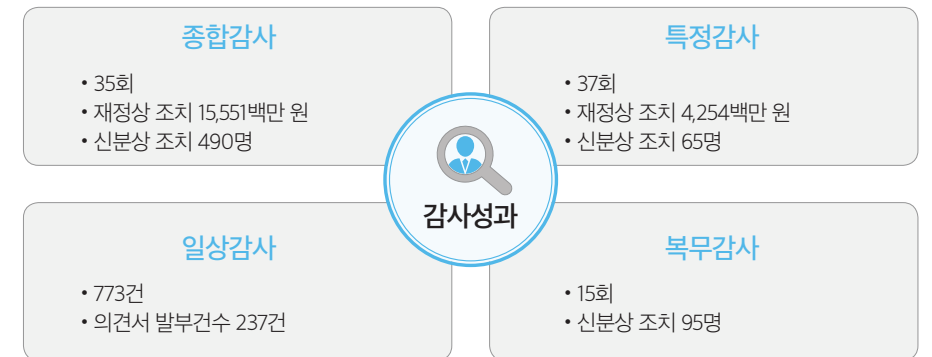 종합감사
• 35회
• 재정상 조치 15,551백만 원
• 신분상 조치 490명
특정감사
• 37회
• 재정상 조치 4,254백만 원
• 신분상 조치 65명
감사성과
일상감사
• 773건
• 의견서 발부건수 237건
복무감사
• 15회
• 신분상 조치 95명